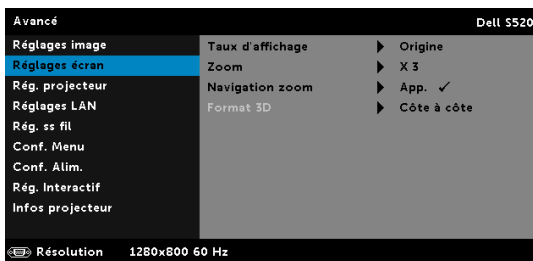 Avancé Dell S520
Réglages image
Réglages écran
Rég. projecteur
Réglages LAN
Rég. ss fil
Conf. Menu
Conf. Alim.
Rég. Interactif
Infos projecteur
Taux d'affichage Origine
Zoom X 3
Navigation zoom App. ✓
Format 3D Côte à côte
Résolution 1280x800 60 Hz